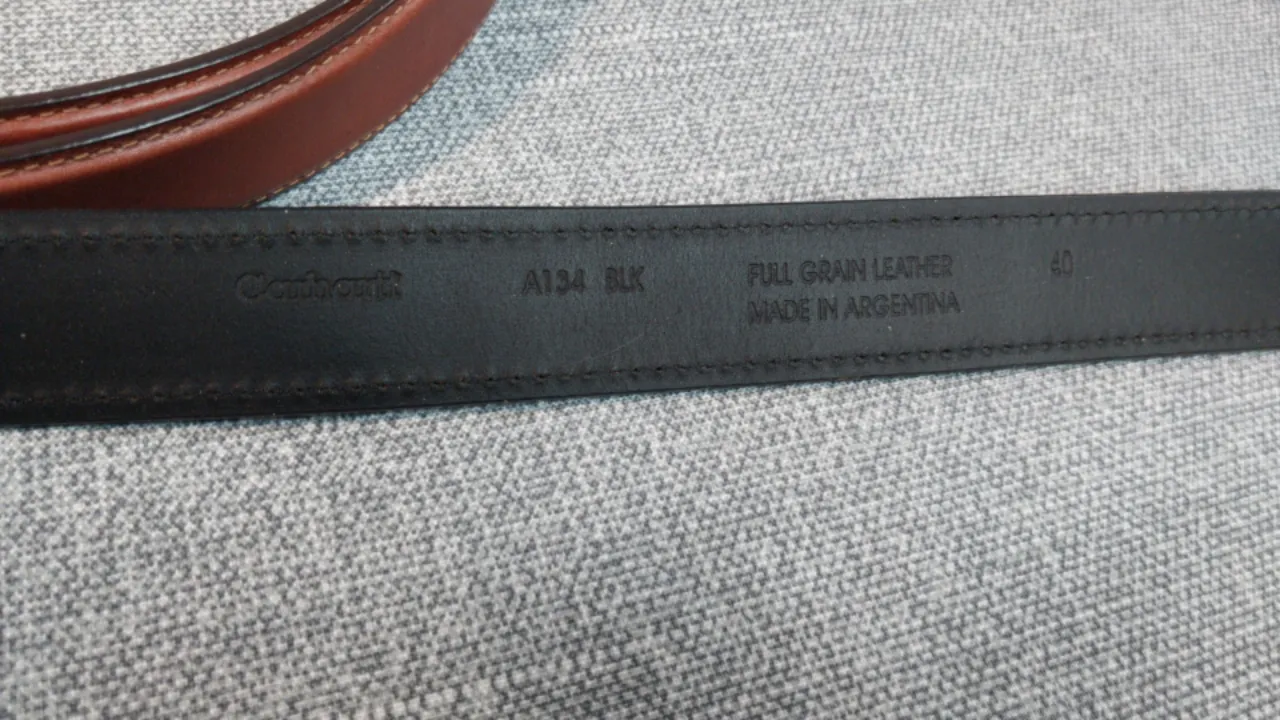 Carhartt
A134 BLK
FULL GRAIN LEATHER
MADE IN ARGENTINA
40